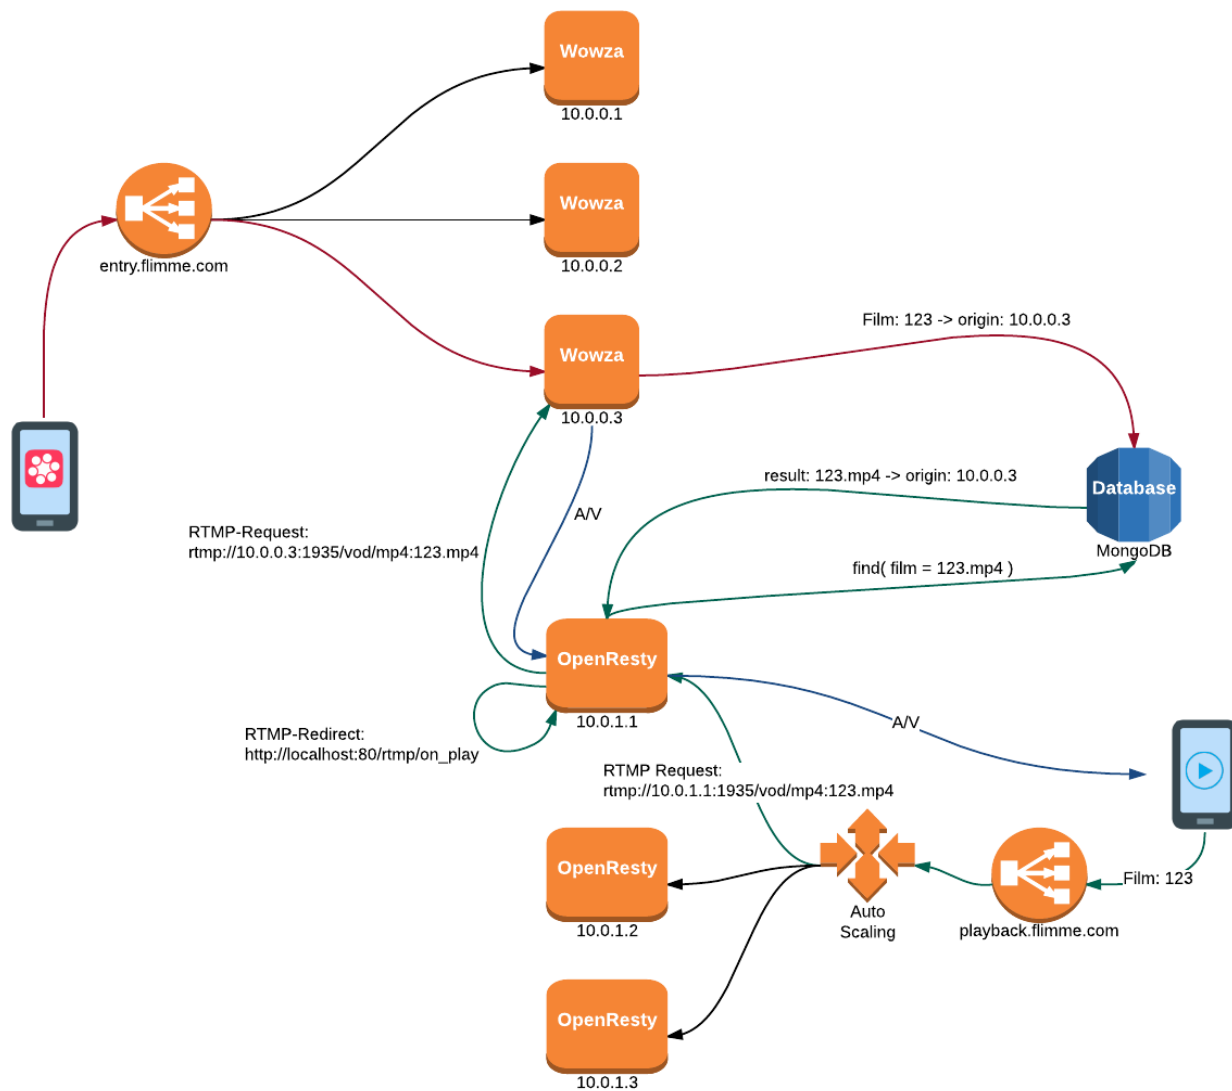 Wowza
10.0.0.1
Wowza
10.0.0.2
entry.flimme.com
Wowza
10.0.0.3
Film: 123 -> origin: 10.0.0.3
result: 123.mp4 -> origin: 10.0.0.3
Database
MongoDB
A/V
RTMP-Request:
rtmp://10.0.0.3:1935/vod/mp4:123.mp4
find( film = 123.mp4 )
OpenResty
10.0.1.1
RTMP-Redirect:
http://localhost:80/rtmp/on_play
A/V
RTMP Request:
rtmp://10.0.1.1:1935/vod/mp4:123.mp4
OpenResty
10.0.1.2
Auto
Scaling
Film: 123
playback.flimme.com
OpenResty
10.0.1.3